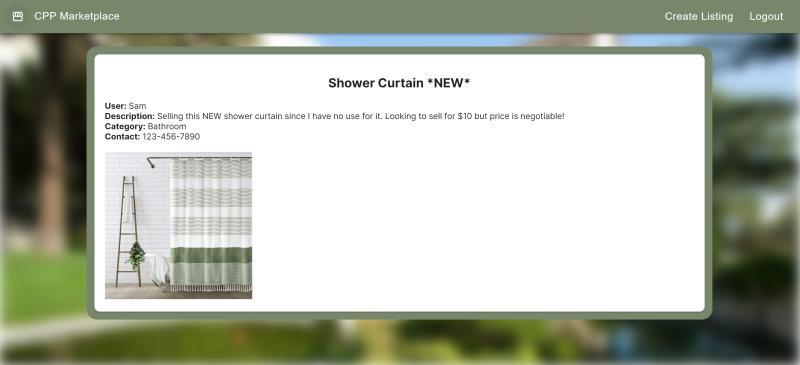 CPP Marketplace
Create Listing
Logout
Shower Curtain *NEW*
User: Sam
Description: Selling this NEW shower curtain since I have no use for it. Looking to sell for $10 but price is negotiable!
Category: Bathroom
Contact: 123-456-7890